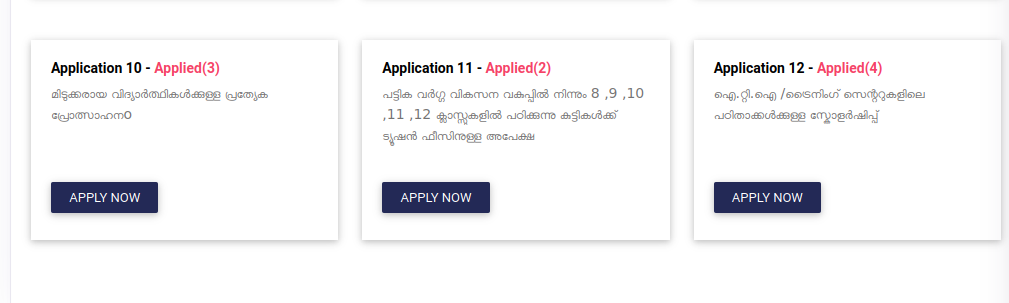 Application 10 - Applied(3)
മിടുക്കരായ വിദ്യാർത്ഥികൾക്കുള്ള പ്രത്യേക
പ്രോത്സാഹനo
APPLY NOW
Application 11 - Applied(2)
പട്ടിക വർഗ്ഗ വികസന വകുപ്പിൽ നിന്നും 8 ,9 ,10
,11 ,12 ക്ലാസ്സുകളിൽ പഠിക്കുന്നു കുട്ടികൾക്ക്
ട്യൂഷൻ ഫീസിനുള്ള അപേക്ഷ
APPLY NOW
Application 12 - Applied(4)
ഐ.റ്റി.ഐ /ട്രൈനിംഗ് സെന്ററുകളിലെ
പഠിതാക്കൾക്കുള്ള സ്കോളർഷിപ്പ്
APPLY NOW